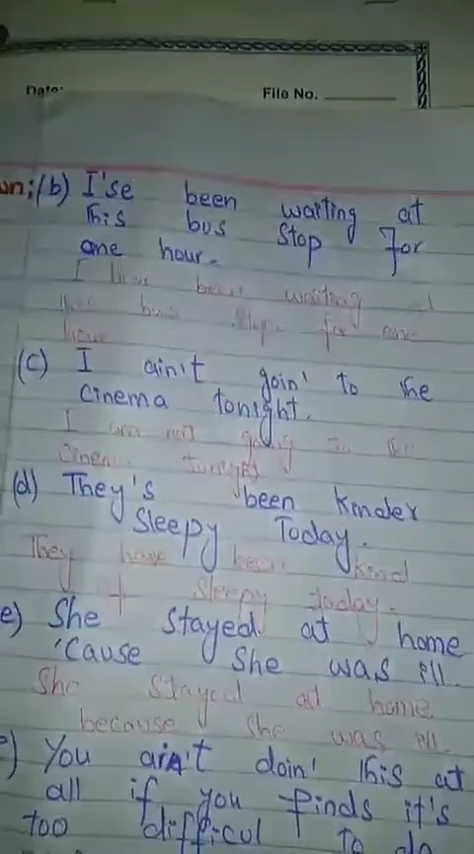 Date:
File No.
(b) I'se been waiting at
this bus stop for
one hour.
I have been waiting at
this bus stop for one
hour
(c) I ain't goin' to the
cinema tonight.
I am not going to the
cinema tonight
(d) They's been kinder
sleepy Today.
They have been kind
sleepy today.
e) She stayed at home
'Cause she was ill.
She stayed at home
because she was ill.
You ain't doin' this at
all if you finds it's
too difficul to do